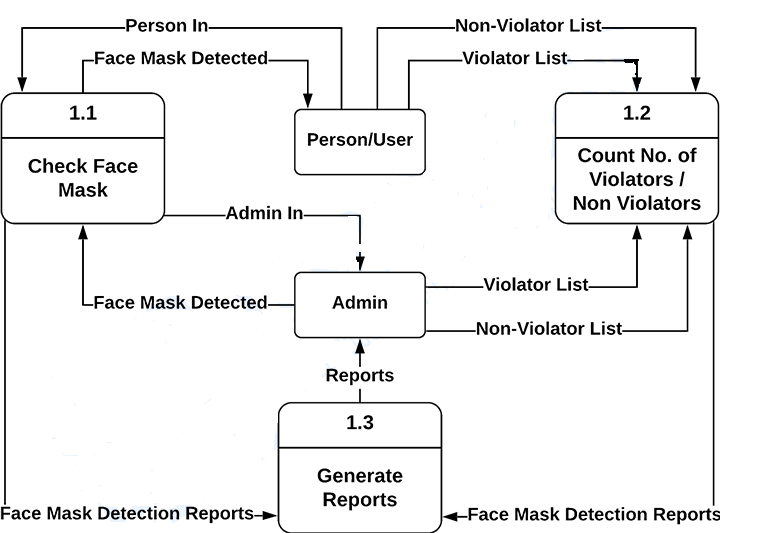 Person In
Non-Violator List
Face Mask Detected
Violator List
1.1
1.2
Person/User
Check Face
Mask
Count No. of
Violators /
Non Violators
Admin In
Violator List
Face Mask Detected
Admin
Non-Violator List
Reports
1.3
Generate
Reports
Face Mask Detection Reports
Face Mask Detection Reports